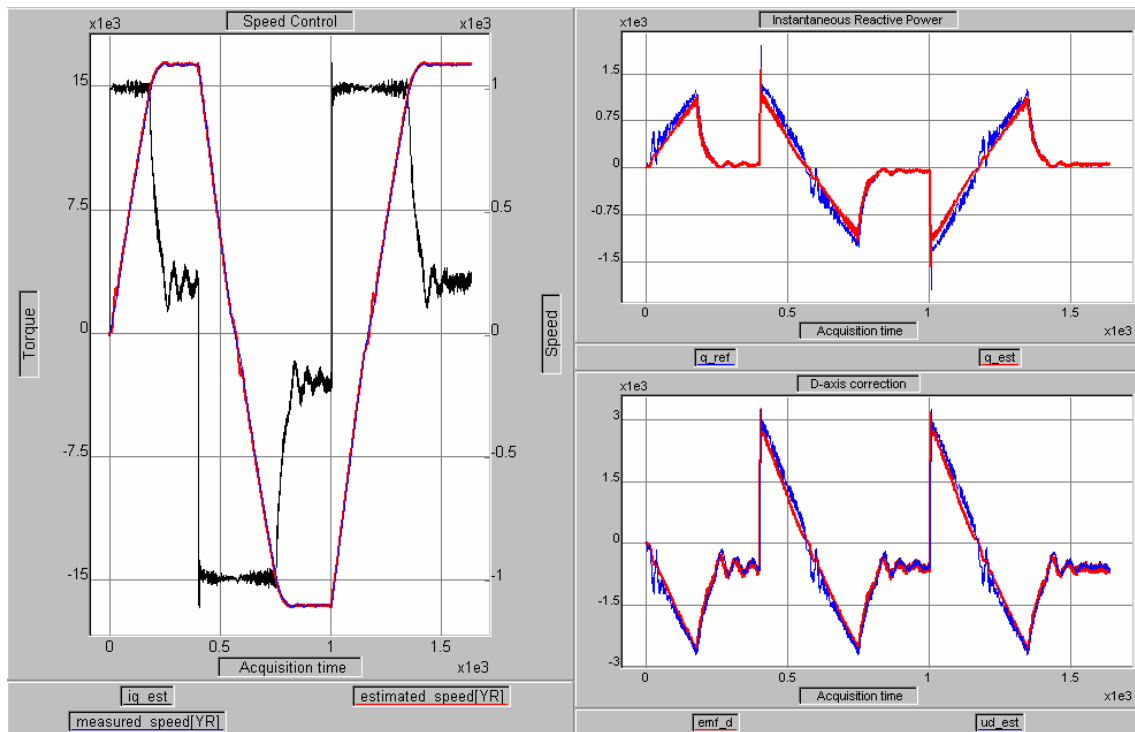 Speed Control
x1e3
x1e3
15
7.5
0
-7.5
-15
1
0.5
0
-0.5
-1
Torque
Speed
0
0.5
1
1.5
Acquisition time
x1e3
iq_est
estimated speed[YR]
measured speed[YR]
Instantaneous Reactive Power
x1e3
1.5
0.75
0
-0.75
-1.5
0
0.5
1
1.5
Acquisition time
x1e3
q_ref
q_est
D-axis correction
x1e3
3
1.5
0
-1.5
-3
0
0.5
1
1.5
Acquisition time
x1e3
emf_d
ud_est